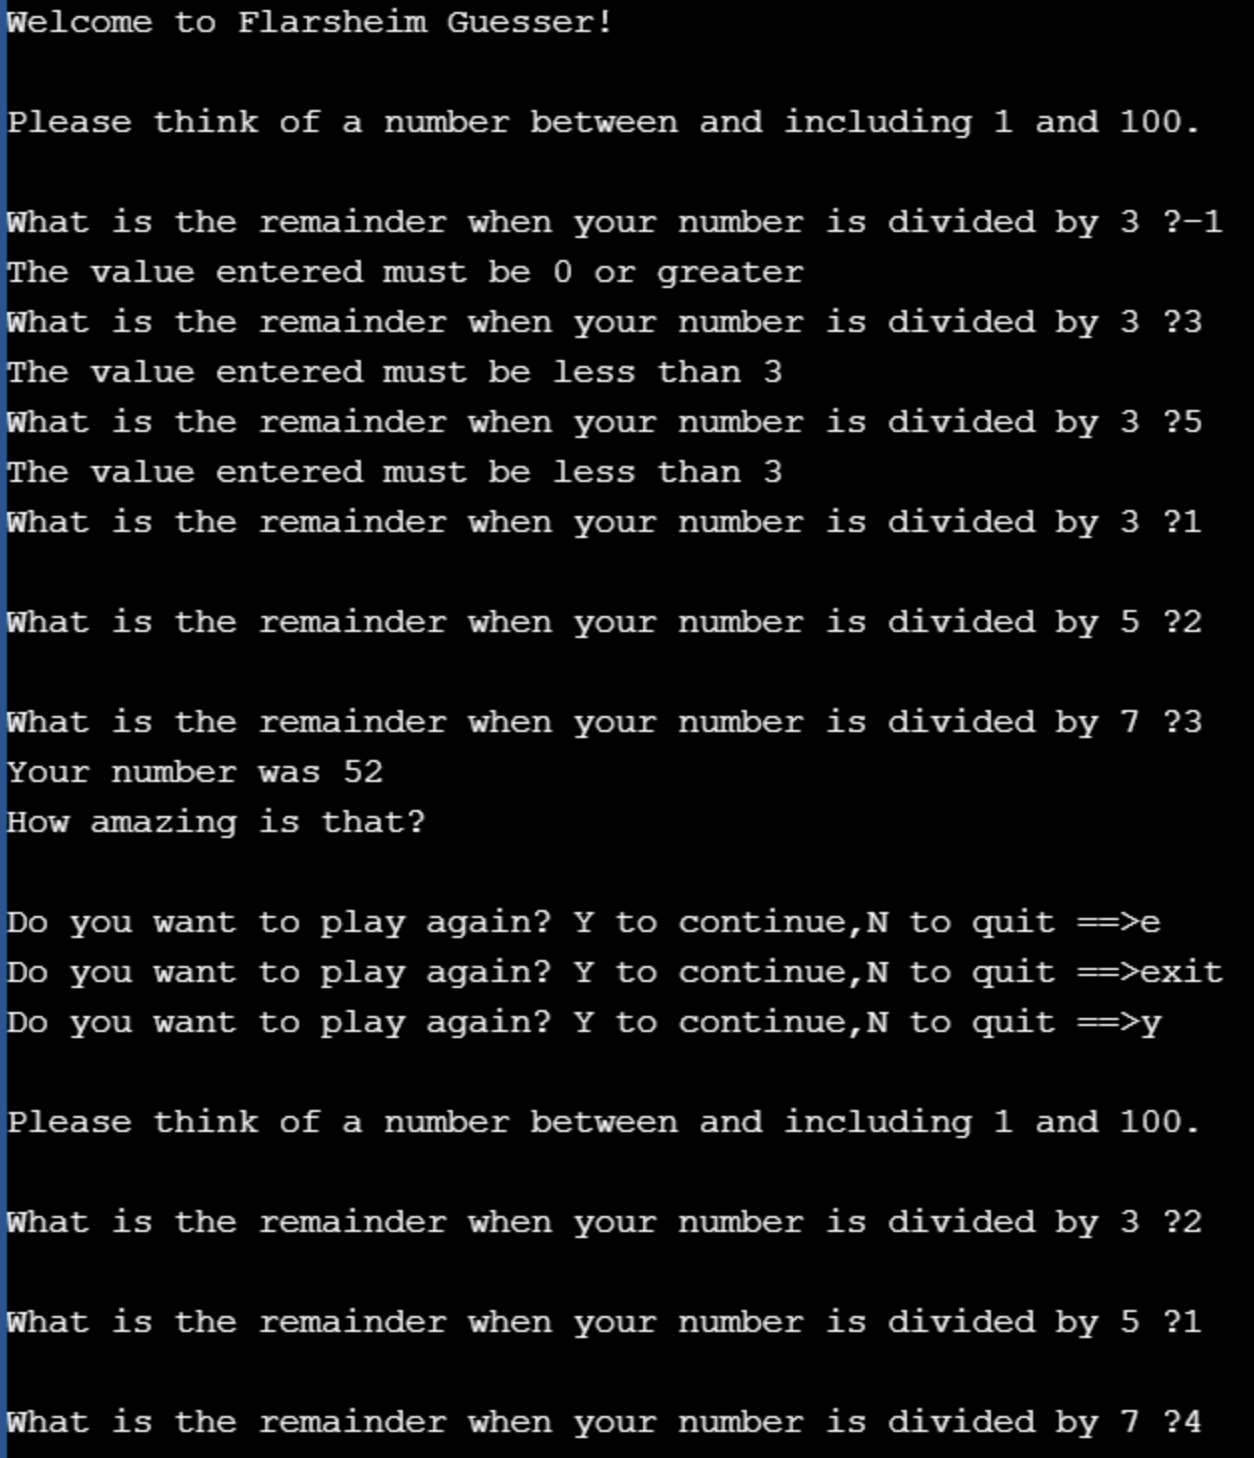 Welcome to Flarsheim Guesser!
Please think of a number between and including 1 and 100.
What is the remainder when your number is divided by 3 ?-1
The value entered must be 0 or greater
What is the remainder when your number is divided by 3 ?3
The value entered must be less than 3
What is the remainder when your number is divided by 3 ?5
The value entered must be less than 3
What is the remainder when your number is divided by 3 ?1
What is the remainder when your number is divided by 5 ?2
What is the remainder when your number is divided by 7 ?3
Your number was 52
How amazing is that?
Do you want to play again? Y to continue,N to quit ==>e
Do you want to play again? Y to continue,N to quit ==>exit
Do you want to play again? Y to continue,N to quit ==>y
Please think of a number between and including 1 and 100.
What is the remainder when your number is divided by 3 ?2
What is the remainder when your number is divided by 5 ?1
What is the remainder when your number is divided by 7 ?4